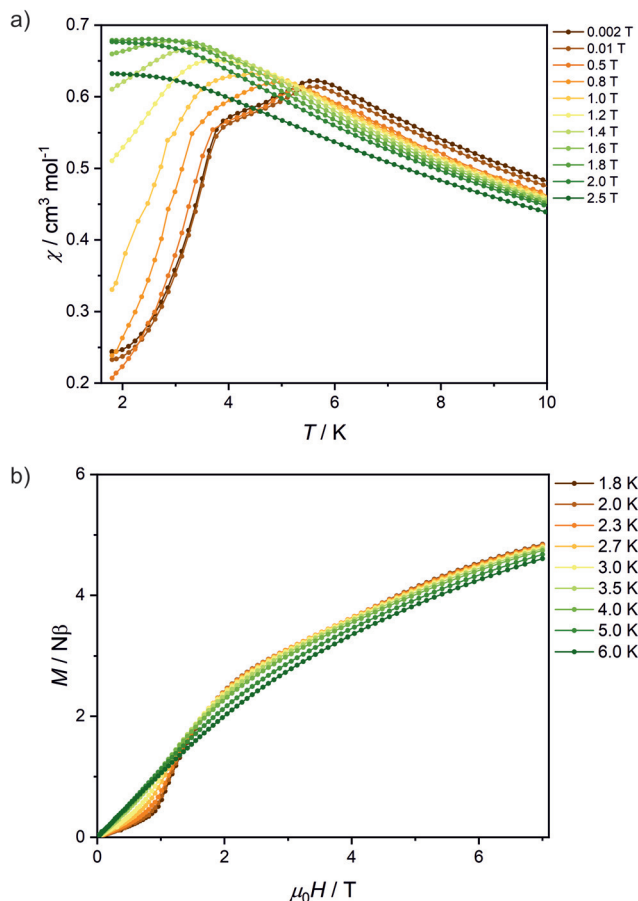 a)
0.7
0.6
0.5
0.4
0.3
0.2
χ / cm³ mol⁻¹
2
4
6
8
10
T / K
0.002 T
0.01 T
0.5 T
0.8 T
1.0 T
1.2 T
1.4 T
1.6 T
1.8 T
2.0 T
2.5 T
b)
6
4
2
0
M / Nβ
0
2
4
6
μ₀H / T
1.8 K
2.0 K
2.3 K
2.7 K
3.0 K
3.5 K
4.0 K
5.0 K
6.0 K